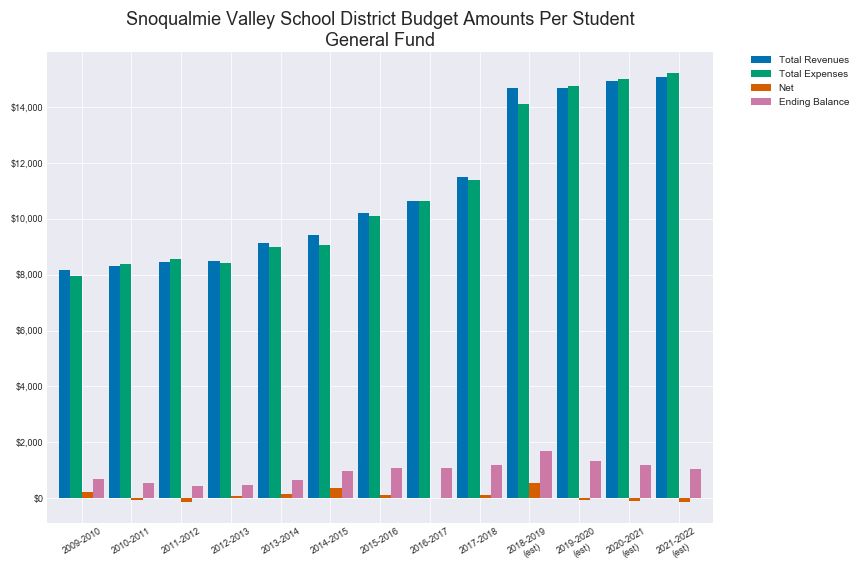 Snoqualmie Valley School District Budget Amounts Per Student
General Fund
Total Revenues
Total Expenses
Net
Ending Balance
$14,000
$12,000
$10,000
$8,000
$6,000
$4,000
$2,000
$0
2009-2010
2010-2011
2011-2012
2012-2013
2013-2014
2014-2015
2015-2016
2016-2017
2017-2018
2018-2019
(est)
2019-2020
(est)
2020-2021
(est)
2021-2022
(est)